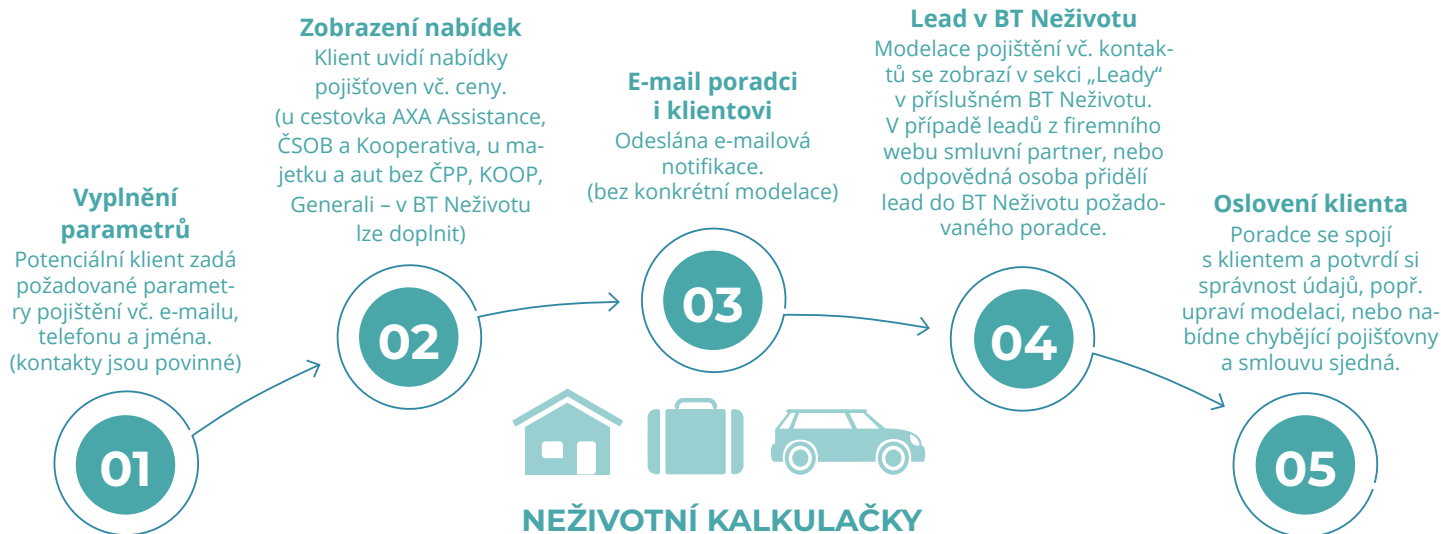 Vyplnění
parametrů
Potenciální klient zadá
požadované paramet-
ry pojištění vč. e-mailu,
telefonu a jména.
(kontakty jsou povinné)
01
Zobrazení nabídek
Klient uvidí nabídky
pojišťoven vč. ceny.
(u cestovka AXA Assistance,
ČSOB a Kooperativa, u ma-
jetku a aut bez ČPP, KOOP,
Generali – v BT Neživotu
lze doplnit)
02
E-mail poradci
i klientovi
Odeslána e-mailová
notifikace.
(bez konkrétní modelace)
03
Lead v BT Neživotu
Modelace pojištění vč. kontak-
tů se zobrazí v sekci „Leady“
v příslušném BT Neživotu.
V případě leadů z firemního
webu smluvní partner, nebo
odpovědná osoba přidělí
lead do BT Neživotu požado-
vaného poradce.
04
Oslovení klienta
Poradce se spojí
s klientem a potvrdí si
správnost údajů, popř.
upraví modelaci, nebo na-
bídne chybějící pojišťovny
a smlouvu sjedná.
05
NEŽIVOTNÍ KALKULAČKY